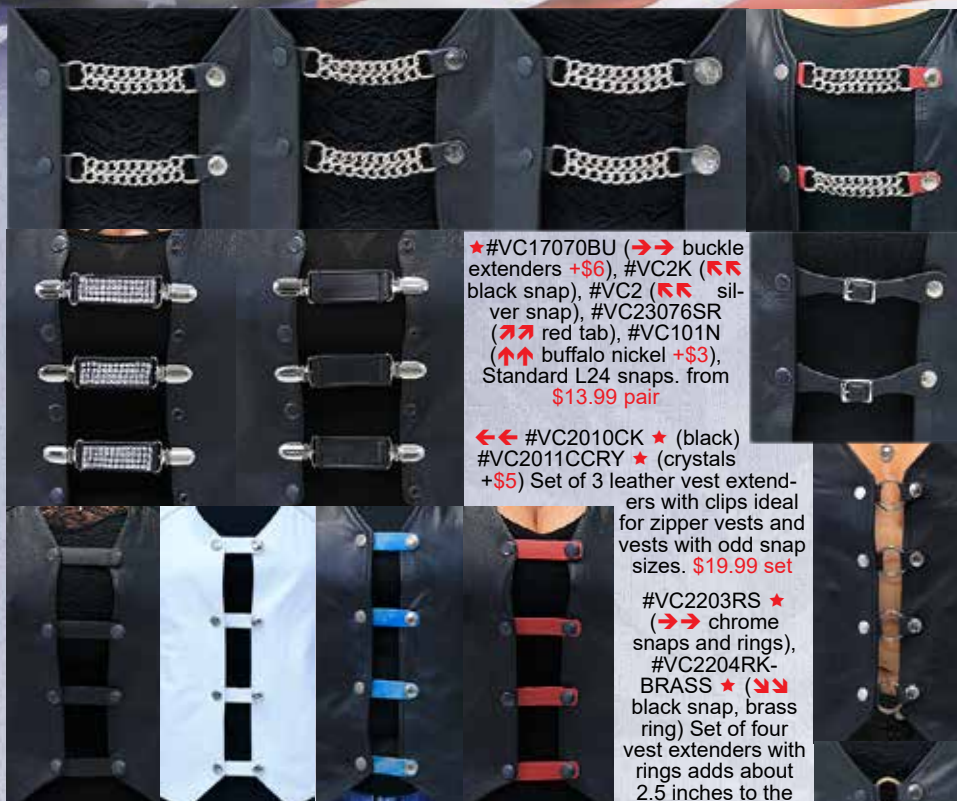 ★#VC17070BU (➔➔ buckle
extenders +$6), #VC2K (⬉⬉
black snap), #VC2 (⬉⬉ sil-
ver snap), #VC23076SR
(⬈⬈ red tab), #VC101N
(⬆⬆ buffalo nickel +$3),
Standard L24 snaps. from
$13.99 pair
←← #VC2010CK ★ (black)
#VC2011CCRY ★ (crystals
+$5) Set of 3 leather vest extend-
ers with clips ideal
for zipper vests and
vests with odd snap
sizes. $19.99 set
#VC2203RS ★
(➔➔ chrome
snaps and rings),
#VC2204RK-
BRASS ★ (⬊⬊
black snap, brass
ring) Set of four
vest extenders with
rings adds about
2.5 inches to the